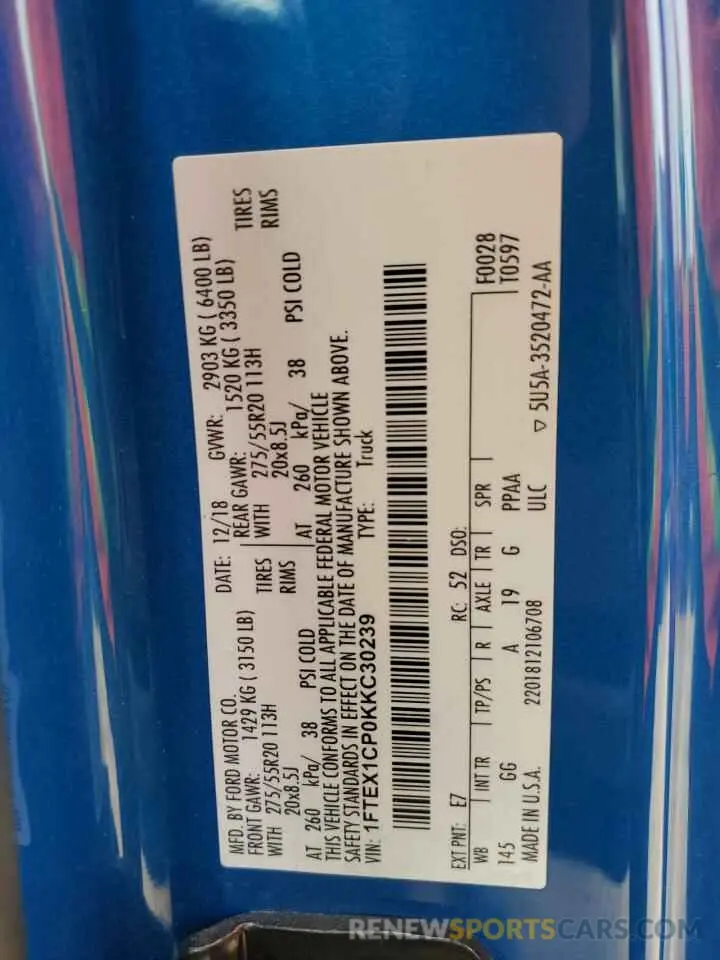 MFD. BY FORD MOTOR CO.
DATE: 12/18 GVWR: 2903 KG ( 6400 LB)
FRONT GAWR: 1429 KG (3150 LB)
REAR GAWR: 1520 KG ( 3350 LB)
WITH 275/55R20 113H TIRES
WITH 275/55R20 113H TIRES
20x8.5J RIMS
20x8.5J RIMS
AT 260 kPa/ 38 PSI COLD
AT 260 kPa/ 38 PSI COLD
THIS VEHICLE CONFORMS TO ALL APPLICABLE FEDERAL MOTOR VEHICLE
SAFETY STANDARDS IN EFFECT ON THE DATE OF MANUFACTURE SHOWN ABOVE.
VIN: 1FTEX1CP0KKC30239 TYPE: Truck
EXT PNT: E7 RC: 52 DSO:
WB INT TR TP/PS R AXLE TR SPR F0028
145 GG A 19 G PPAA T0597
MADE IN U.S.A. 2201812106708 ULC ▽ 5U5A-3520472-AA
RENEWSPORTSCARS.COM